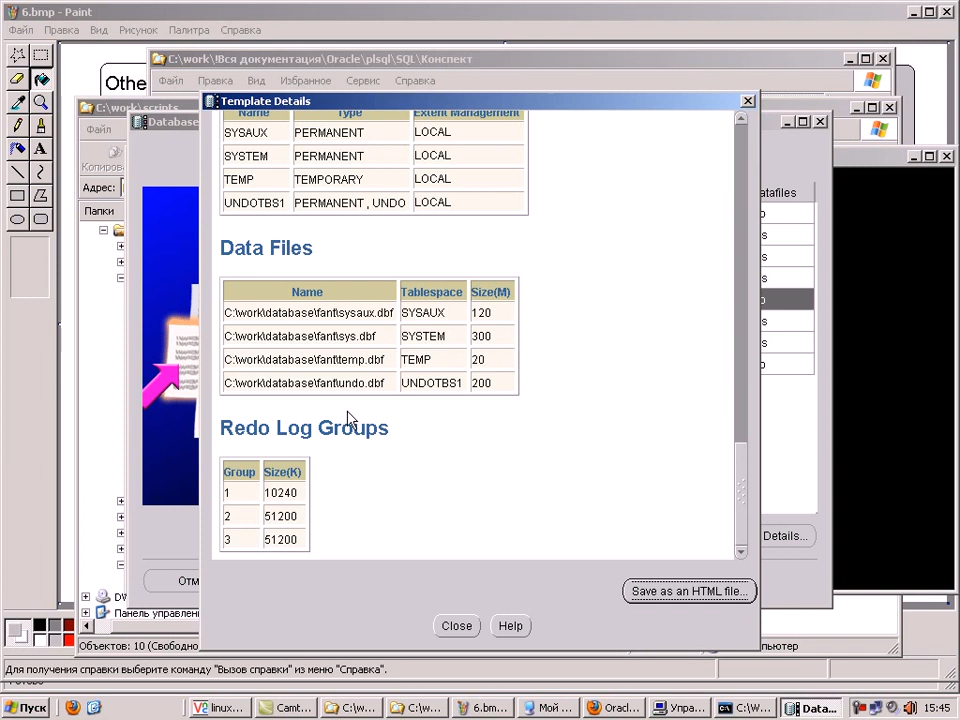 6.bmp - Paint
Файл Правка Вид Рисунок Палитра Справка
C:\work\!Вся документация\Oracle\plsql\SQL\Конспект
Файл Правка Вид Избранное Сервис Справка
Othe
C:\work\scripts
Файл
Database
Копирова
Адрес:
Папки
Template Details
Name Type Extent Management
SYSAUX PERMANENT LOCAL
SYSTEM PERMANENT LOCAL
TEMP TEMPORARY LOCAL
UNDOTBS1 PERMANENT , UNDO LOCAL
Data Files
Name Tablespace Size(M)
C:\work\database\fant\sysaux.dbf SYSAUX 120
C:\work\database\fant\sys.dbf SYSTEM 300
C:\work\database\fant\temp.dbf TEMP 20
C:\work\database\fant\undo.dbf UNDOTBS1 200
Redo Log Groups
Group Size(K)
1 10240
2 51200
3 51200
Save as an HTML file...
Close Help
atafiles
o
s
s
s
o
s
s
o
Details...
Отм
DV
Панель управлени
Объектов: 10 (Свободно
мпьютер
Для получения справки выберите команду "Вызов справки" из меню "Справка".
Пуск linux... Camt... C:\w... C:\w... 6.bm... Мой ... Oracl... Упра... C:\W... Data... 15:45